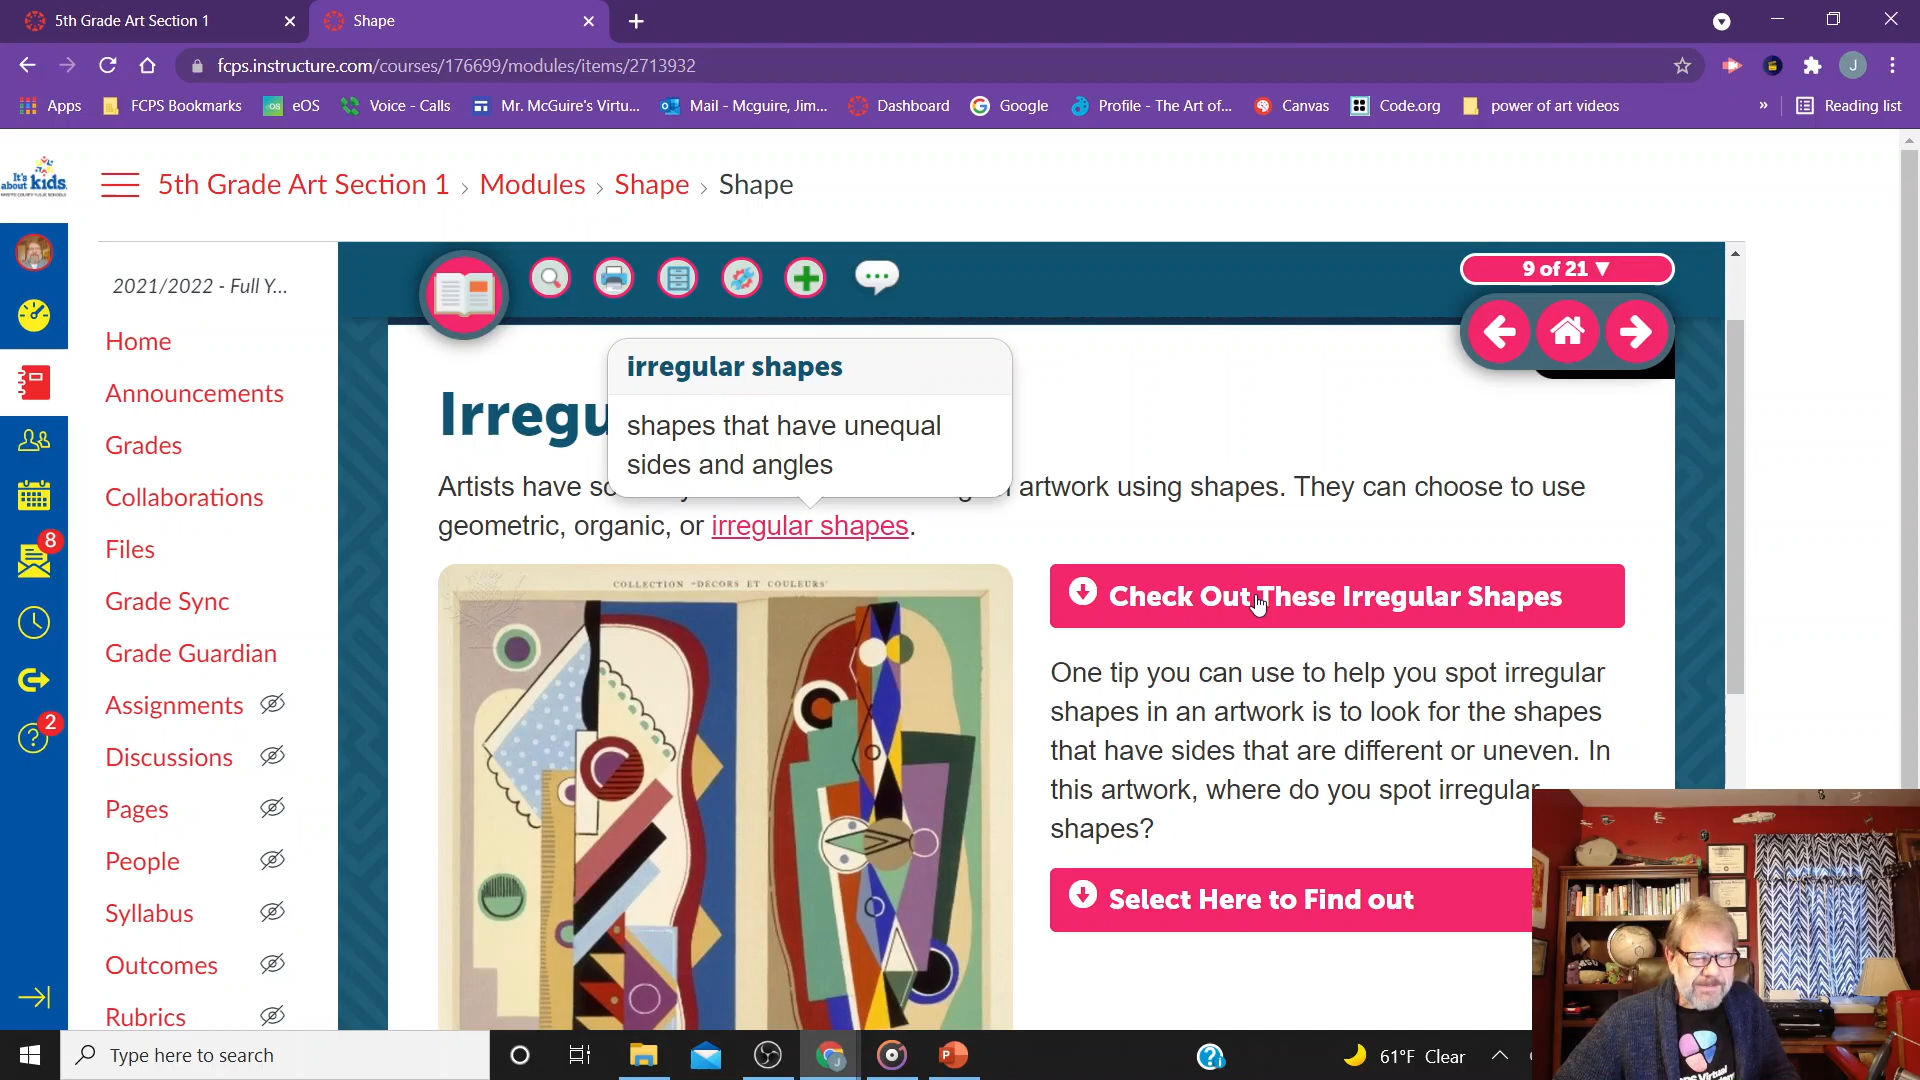 5th Grade Art Section 1
Shape
fcps.instructure.com/courses/176699/modules/items/2713932
J
Apps
FCPS Bookmarks
eOS
Voice - Calls
Mr. McGuire's Virtu...
Mail - Mcguire, Jim...
Dashboard
Google
Profile - The Art of...
Canvas
Code.org
power of art videos
»
Reading list
It's about kids
5th Grade Art Section 1 › Modules › Shape › Shape
2021/2022 - Full Y...
Home
Announcements
Grades
Collaborations
Files
Grade Sync
Grade Guardian
Assignments
Discussions
Pages
People
Syllabus
Outcomes
Rubrics
8
2
9 of 21 ▼
irregular shapes
shapes that have unequal
sides and angles
Irregu
Artists have so
artwork using shapes. They can choose to use
geometric, organic, or irregular shapes.
COLLECTION "DECORS ET COULEURS"
Check Out These Irregular Shapes
One tip you can use to help you spot irregular
shapes in an artwork is to look for the shapes
that have sides that are different or uneven. In
this artwork, where do you spot irregular
shapes?
Select Here to Find out
Type here to search
61°F Clear